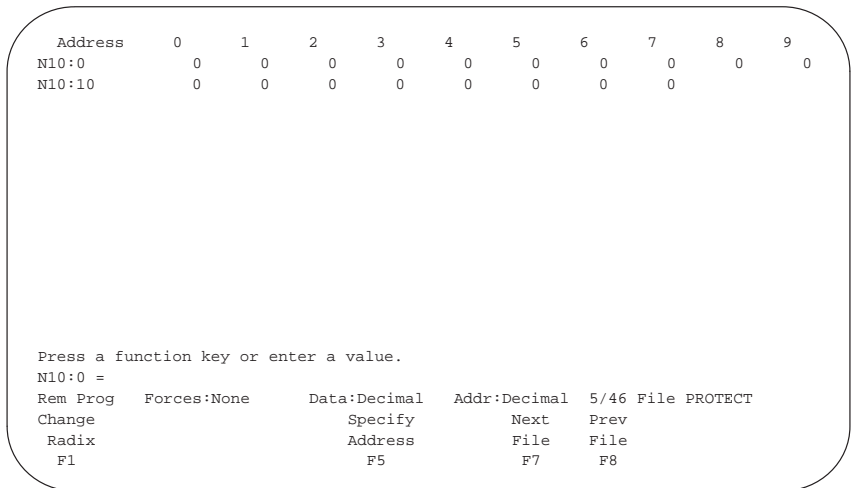 Address 0 1 2 3 4 5 6 7 8 9
N10:0 0 0 0 0 0 0 0 0 0 0
N10:10 0 0 0 0 0 0 0 0
Press a function key or enter a value.
N10:0 =
Rem Prog Forces:None Data:Decimal Addr:Decimal 5/46 File PROTECT
Change Specify Next Prev
Radix Address File File
F1 F5 F7 F8